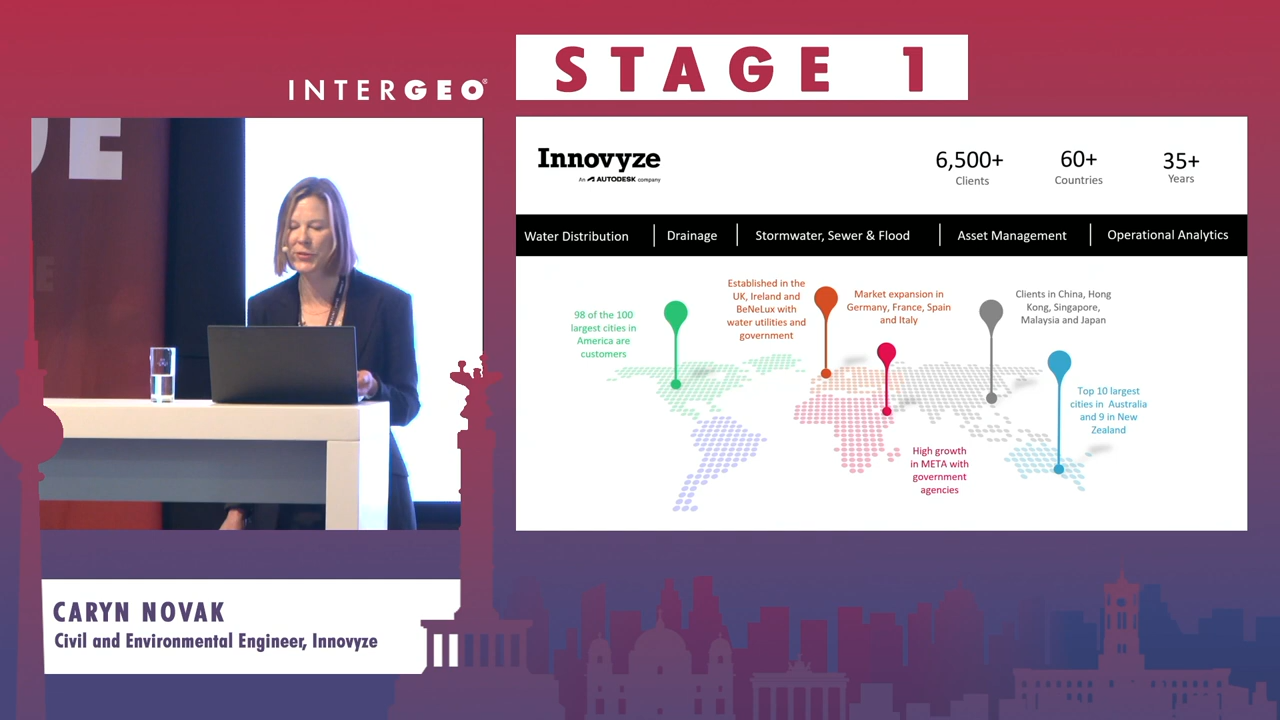 INTERGEO®
STAGE 1
Innovyze
An AUTODESK company
6,500+
Clients
60+
Countries
35+
Years
Water Distribution
Drainage
Stormwater, Sewer & Flood
Asset Management
Operational Analytics
98 of the 100
largest cities in
America are
customers
Established in the
UK, Ireland and
BeNeLux with
water utilities and
government
Market expansion in
Germany, France, Spain
and Italy
Clients in China, Hong
Kong, Singapore,
Malaysia and Japan
Top 10 largest
cities in Australia
and 9 in New
Zealand
High growth
in META with
government
agencies
CARYN NOVAK
Civil and Environmental Engineer, Innovyze